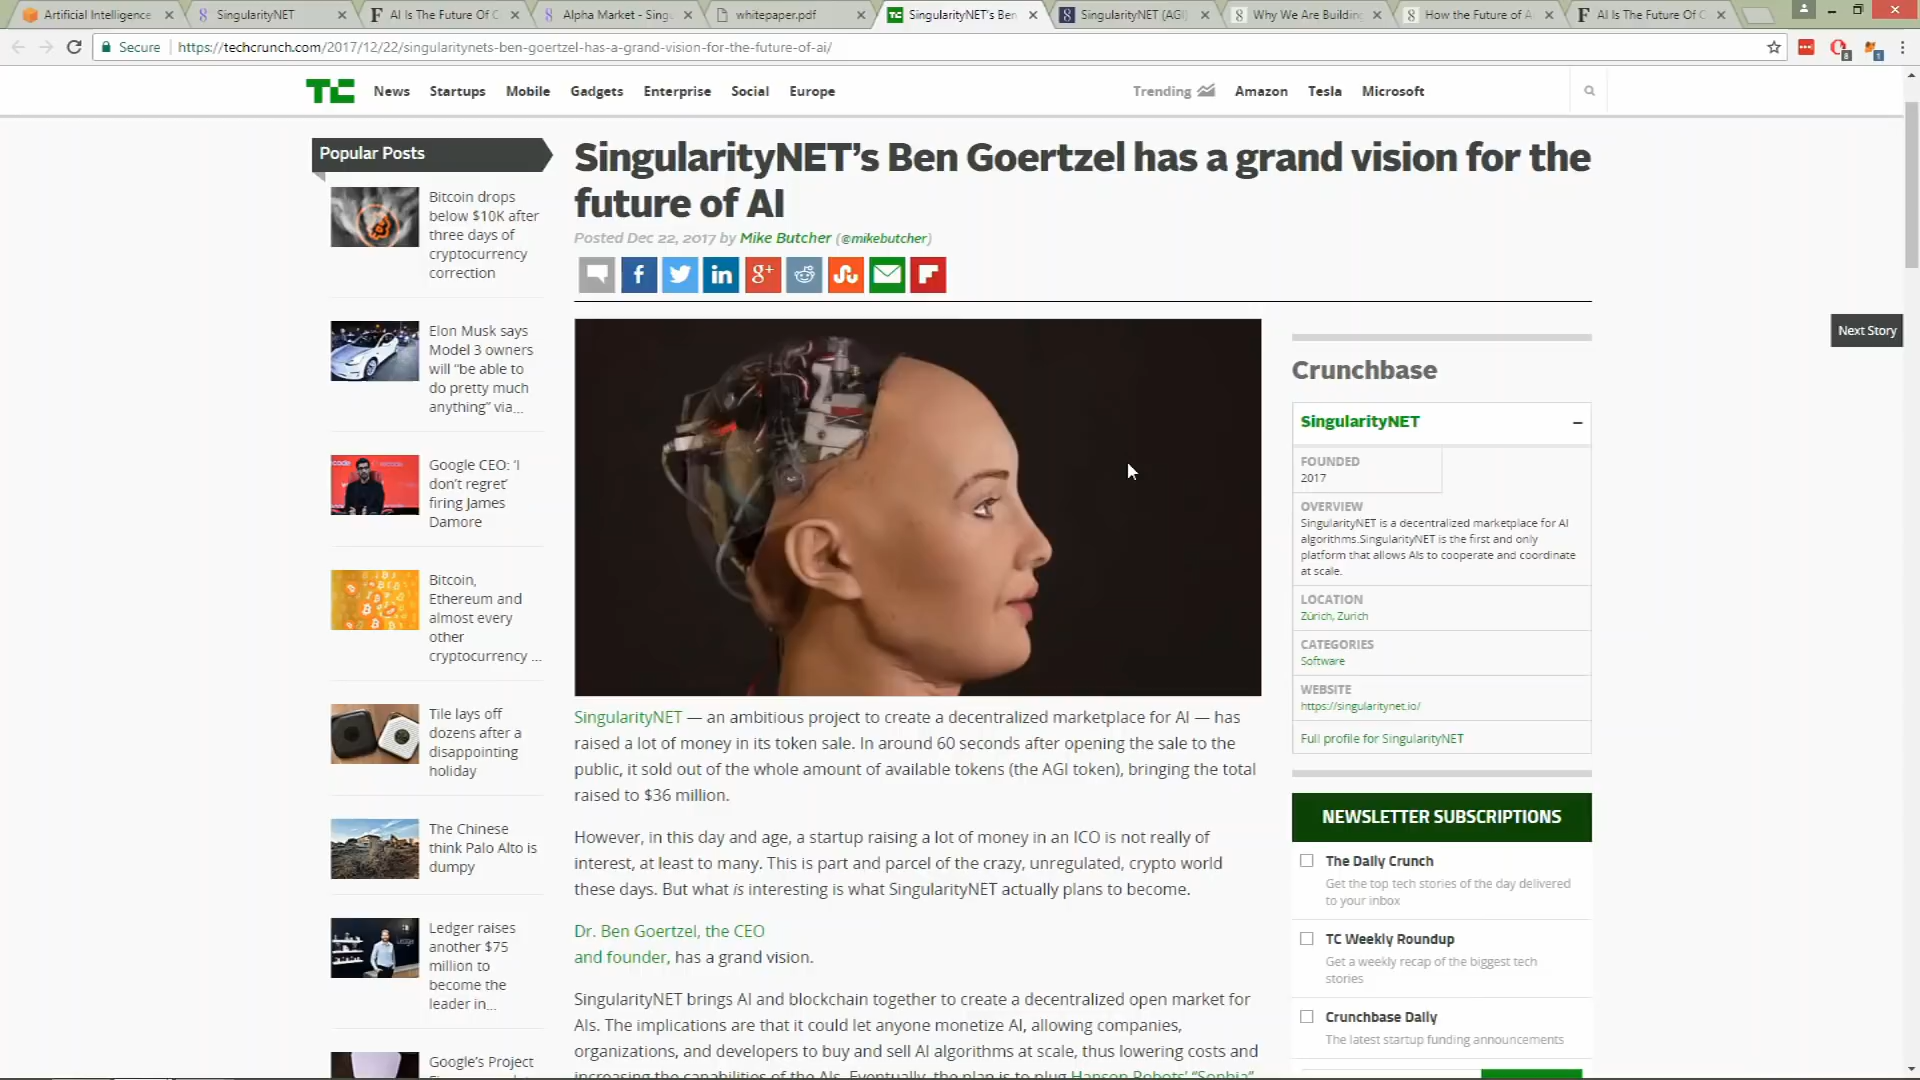 Artificial Intelligence
SingularityNET
AI Is The Future Of C
Alpha Market - Sing
whitepaper.pdf
SingularityNET's Ben
SingularityNET (AGI)
Why We Are Building
How the Future of A
AI Is The Future Of C
Secure
https://techcrunch.com/2017/12/22/singularitynets-ben-goertzel-has-a-grand-vision-for-the-future-of-ai/
TC News Startups Mobile Gadgets Enterprise Social Europe
Trending Amazon Tesla Microsoft
Popular Posts
Bitcoin drops
below $10K after
three days of
cryptocurrency
correction
Elon Musk says
Model 3 owners
will "be able to
do pretty much
anything" via...
Google CEO: 'I
don't regret'
firing James
Damore
Bitcoin,
Ethereum and
almost every
other
cryptocurrency ...
Tile lays off
dozens after a
disappointing
holiday
The Chinese
think Palo Alto is
dumpy
Ledger raises
another $75
million to
become the
leader in...
Google's Project
SingularityNET's Ben Goertzel has a grand vision for the
future of AI
Posted Dec 22, 2017 by Mike Butcher (@mikebutcher)
SingularityNET — an ambitious project to create a decentralized marketplace for AI — has
raised a lot of money in its token sale. In around 60 seconds after opening the sale to the
public, it sold out of the whole amount of available tokens (the AGI token), bringing the total
raised to $36 million.
However, in this day and age, a startup raising a lot of money in an ICO is not really of
interest, at least to many. This is part and parcel of the crazy, unregulated, crypto world
these days. But what is interesting is what SingularityNET actually plans to become.
Dr. Ben Goertzel, the CEO
and founder, has a grand vision.
SingularityNET brings AI and blockchain together to create a decentralized open market for
AIs. The implications are that it could let anyone monetize AI, allowing companies,
organizations, and developers to buy and sell AI algorithms at scale, thus lowering costs and
increasing the capabilities of the AIs. Eventually, the plan is to plug Hanson Robots' "Sophia"
Next Story
Crunchbase
SingularityNET –
FOUNDED
2017
OVERVIEW
SingularityNET is a decentralized marketplace for AI
algorithms.SingularityNET is the first and only
platform that allows AIs to cooperate and coordinate
at scale.
LOCATION
Zürich, Zurich
CATEGORIES
Software
WEBSITE
https://singularitynet.io/
Full profile for SingularityNET
NEWSLETTER SUBSCRIPTIONS
The Daily Crunch
Get the top tech stories of the day delivered
to your inbox
TC Weekly Roundup
Get a weekly recap of the biggest tech
stories
Crunchbase Daily
The latest startup funding announcements